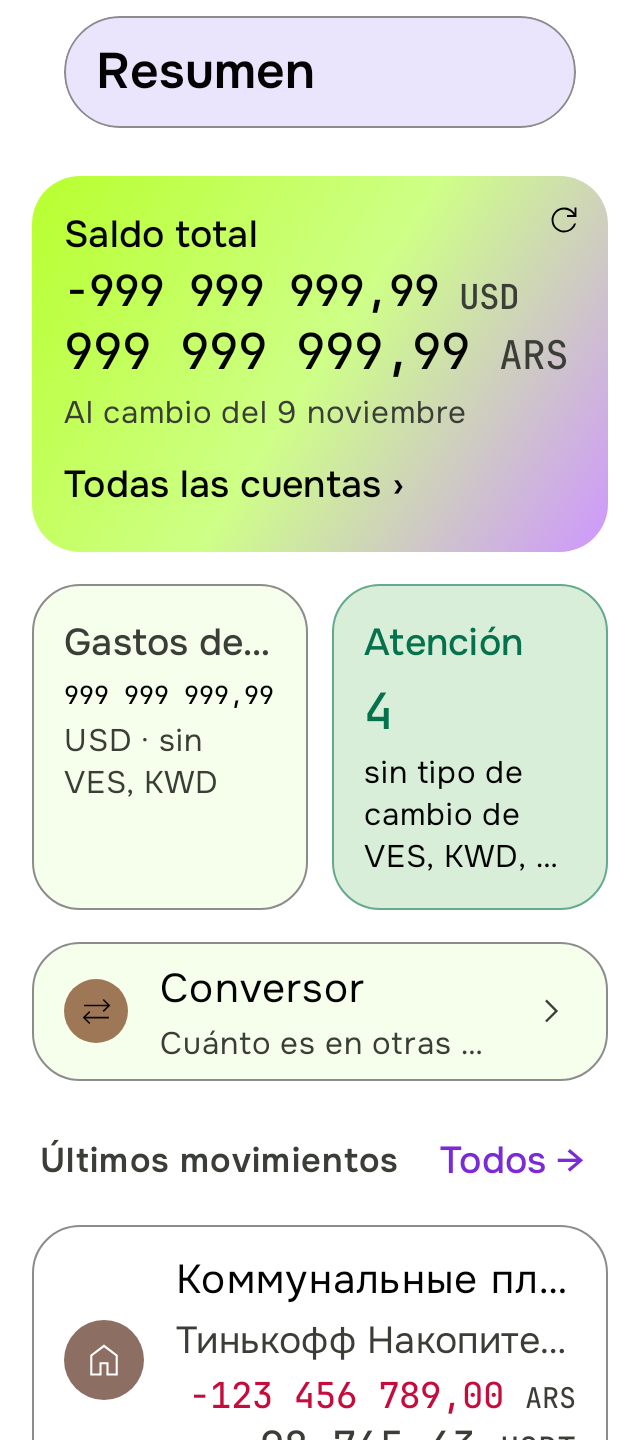 Resumen
Saldo total
-999 999 999,99 USD
999 999 999,99 ARS
Al cambio del 9 noviembre
Todas las cuentas ›
Gastos de...
999 999 999,99
USD · sin
VES, KWD
Atención
4
sin tipo de
cambio de
VES, KWD, ...
Conversor
Cuánto es en otras ...
Últimos movimientos
Todos →
Коммунальные пл...
Тинькофф Накопите...
-123 456 789,00 ARS